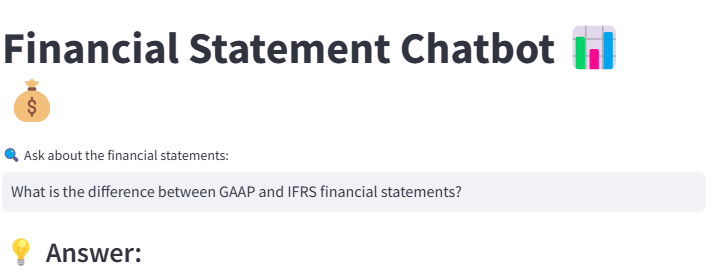 Financial Statement Chatbot
$
Ask about the financial statements:
What is the difference between GAAP and IFRS financial statements?
Answer: